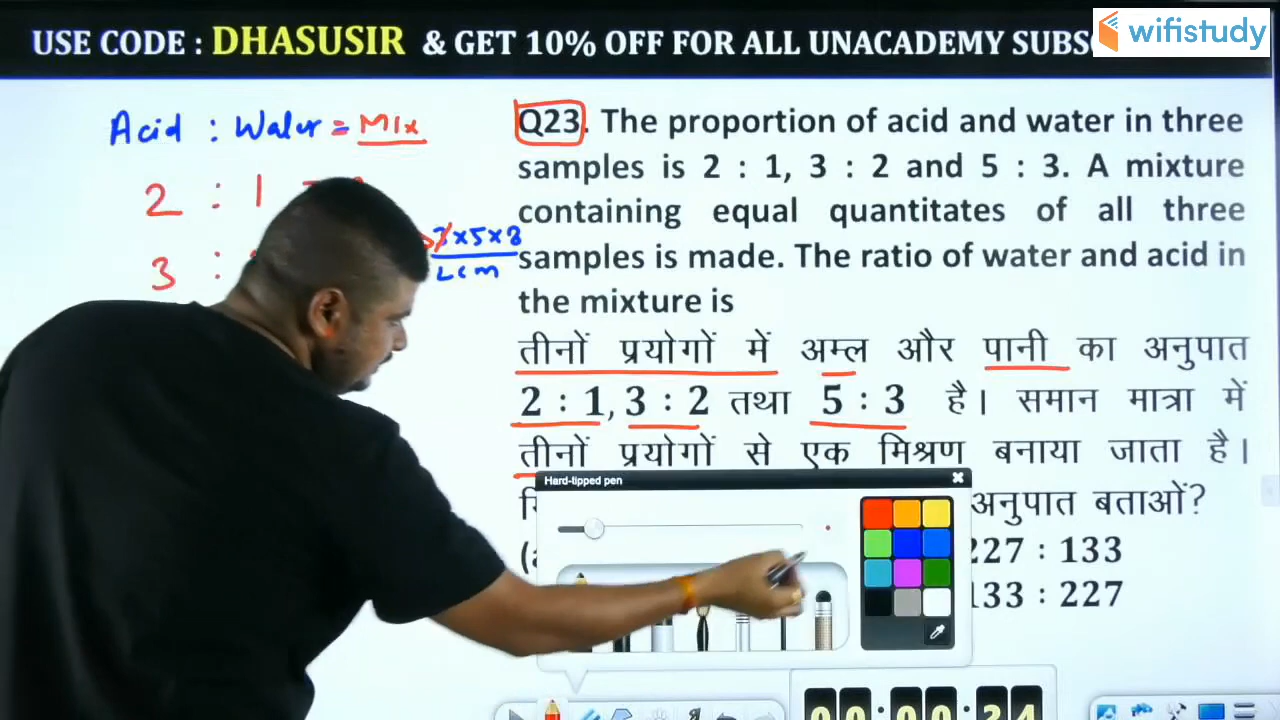 USE CODE : DHASUSIR & GET 10% OFF FOR ALL UNACADEMY SUBS
wifistudy
Acid : Water = Mix
2 : 1
3 :
3×5×8
LCM
Q23. The proportion of acid and water in three
samples is 2 : 1, 3 : 2 and 5 : 3. A mixture
containing equal quantitates of all three
samples is made. The ratio of water and acid in
the mixture is
तीनों प्रयोगों में अम्ल और पानी का अनुपात
2 : 1, 3 : 2 तथा 5 : 3 है। समान मात्रा में
तीनों प्रयोगों से एक मिश्रण बनाया जाता है।
अनुपात बताओं?
227 : 133
133 : 227
Hard-tipped pen
00:00:24